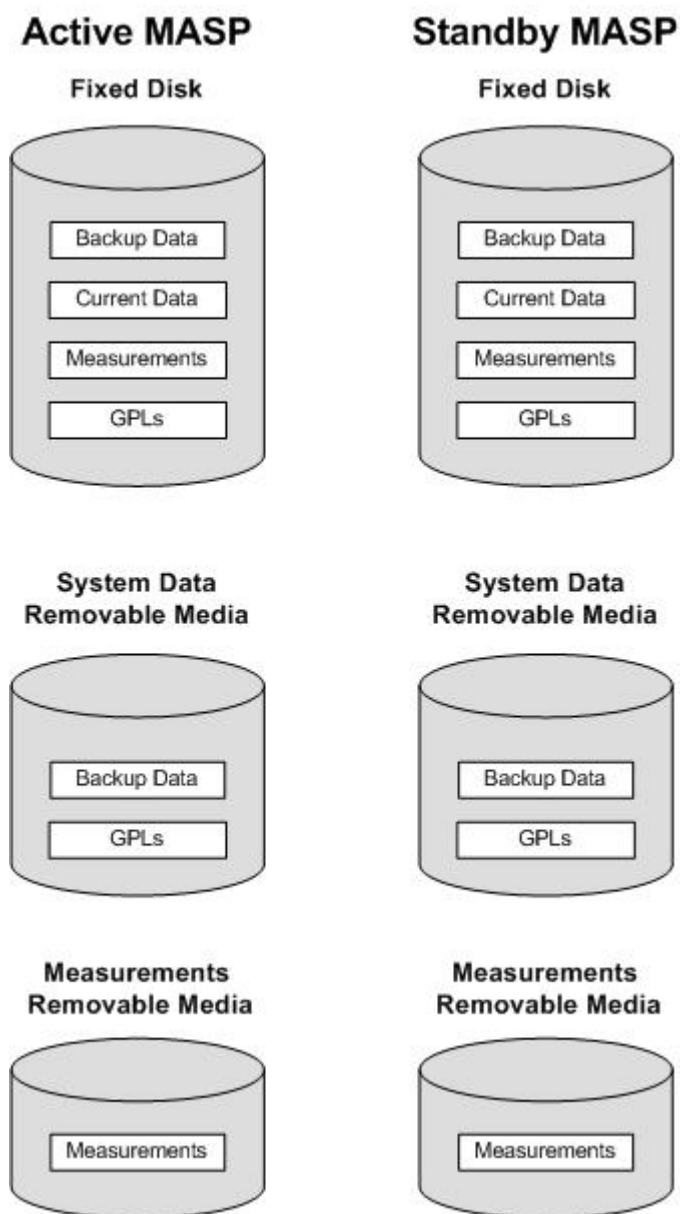 Active MASP
Standby MASP
Fixed Disk
Fixed Disk
Backup Data
Backup Data
Current Data
Current Data
Measurements
Measurements
GPLs
GPLs
System Data
Removable Media
System Data
Removable Media
Backup Data
Backup Data
GPLs
GPLs
Measurements
Removable Media
Measurements
Removable Media
Measurements
Measurements